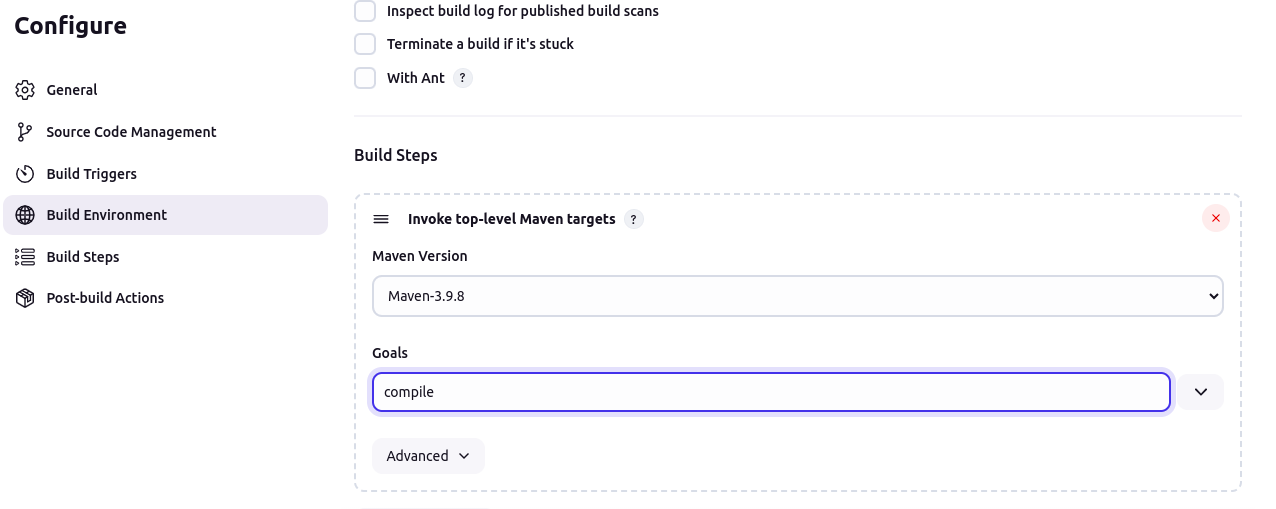 Configure
General
Source Code Management
Build Triggers
Build Environment
Build Steps
Post-build Actions
Inspect build log for published build scans
Terminate a build if it's stuck
With Ant ?
Build Steps
Invoke top-level Maven targets ?
Maven Version
Maven-3.9.8
Goals
compile
Advanced